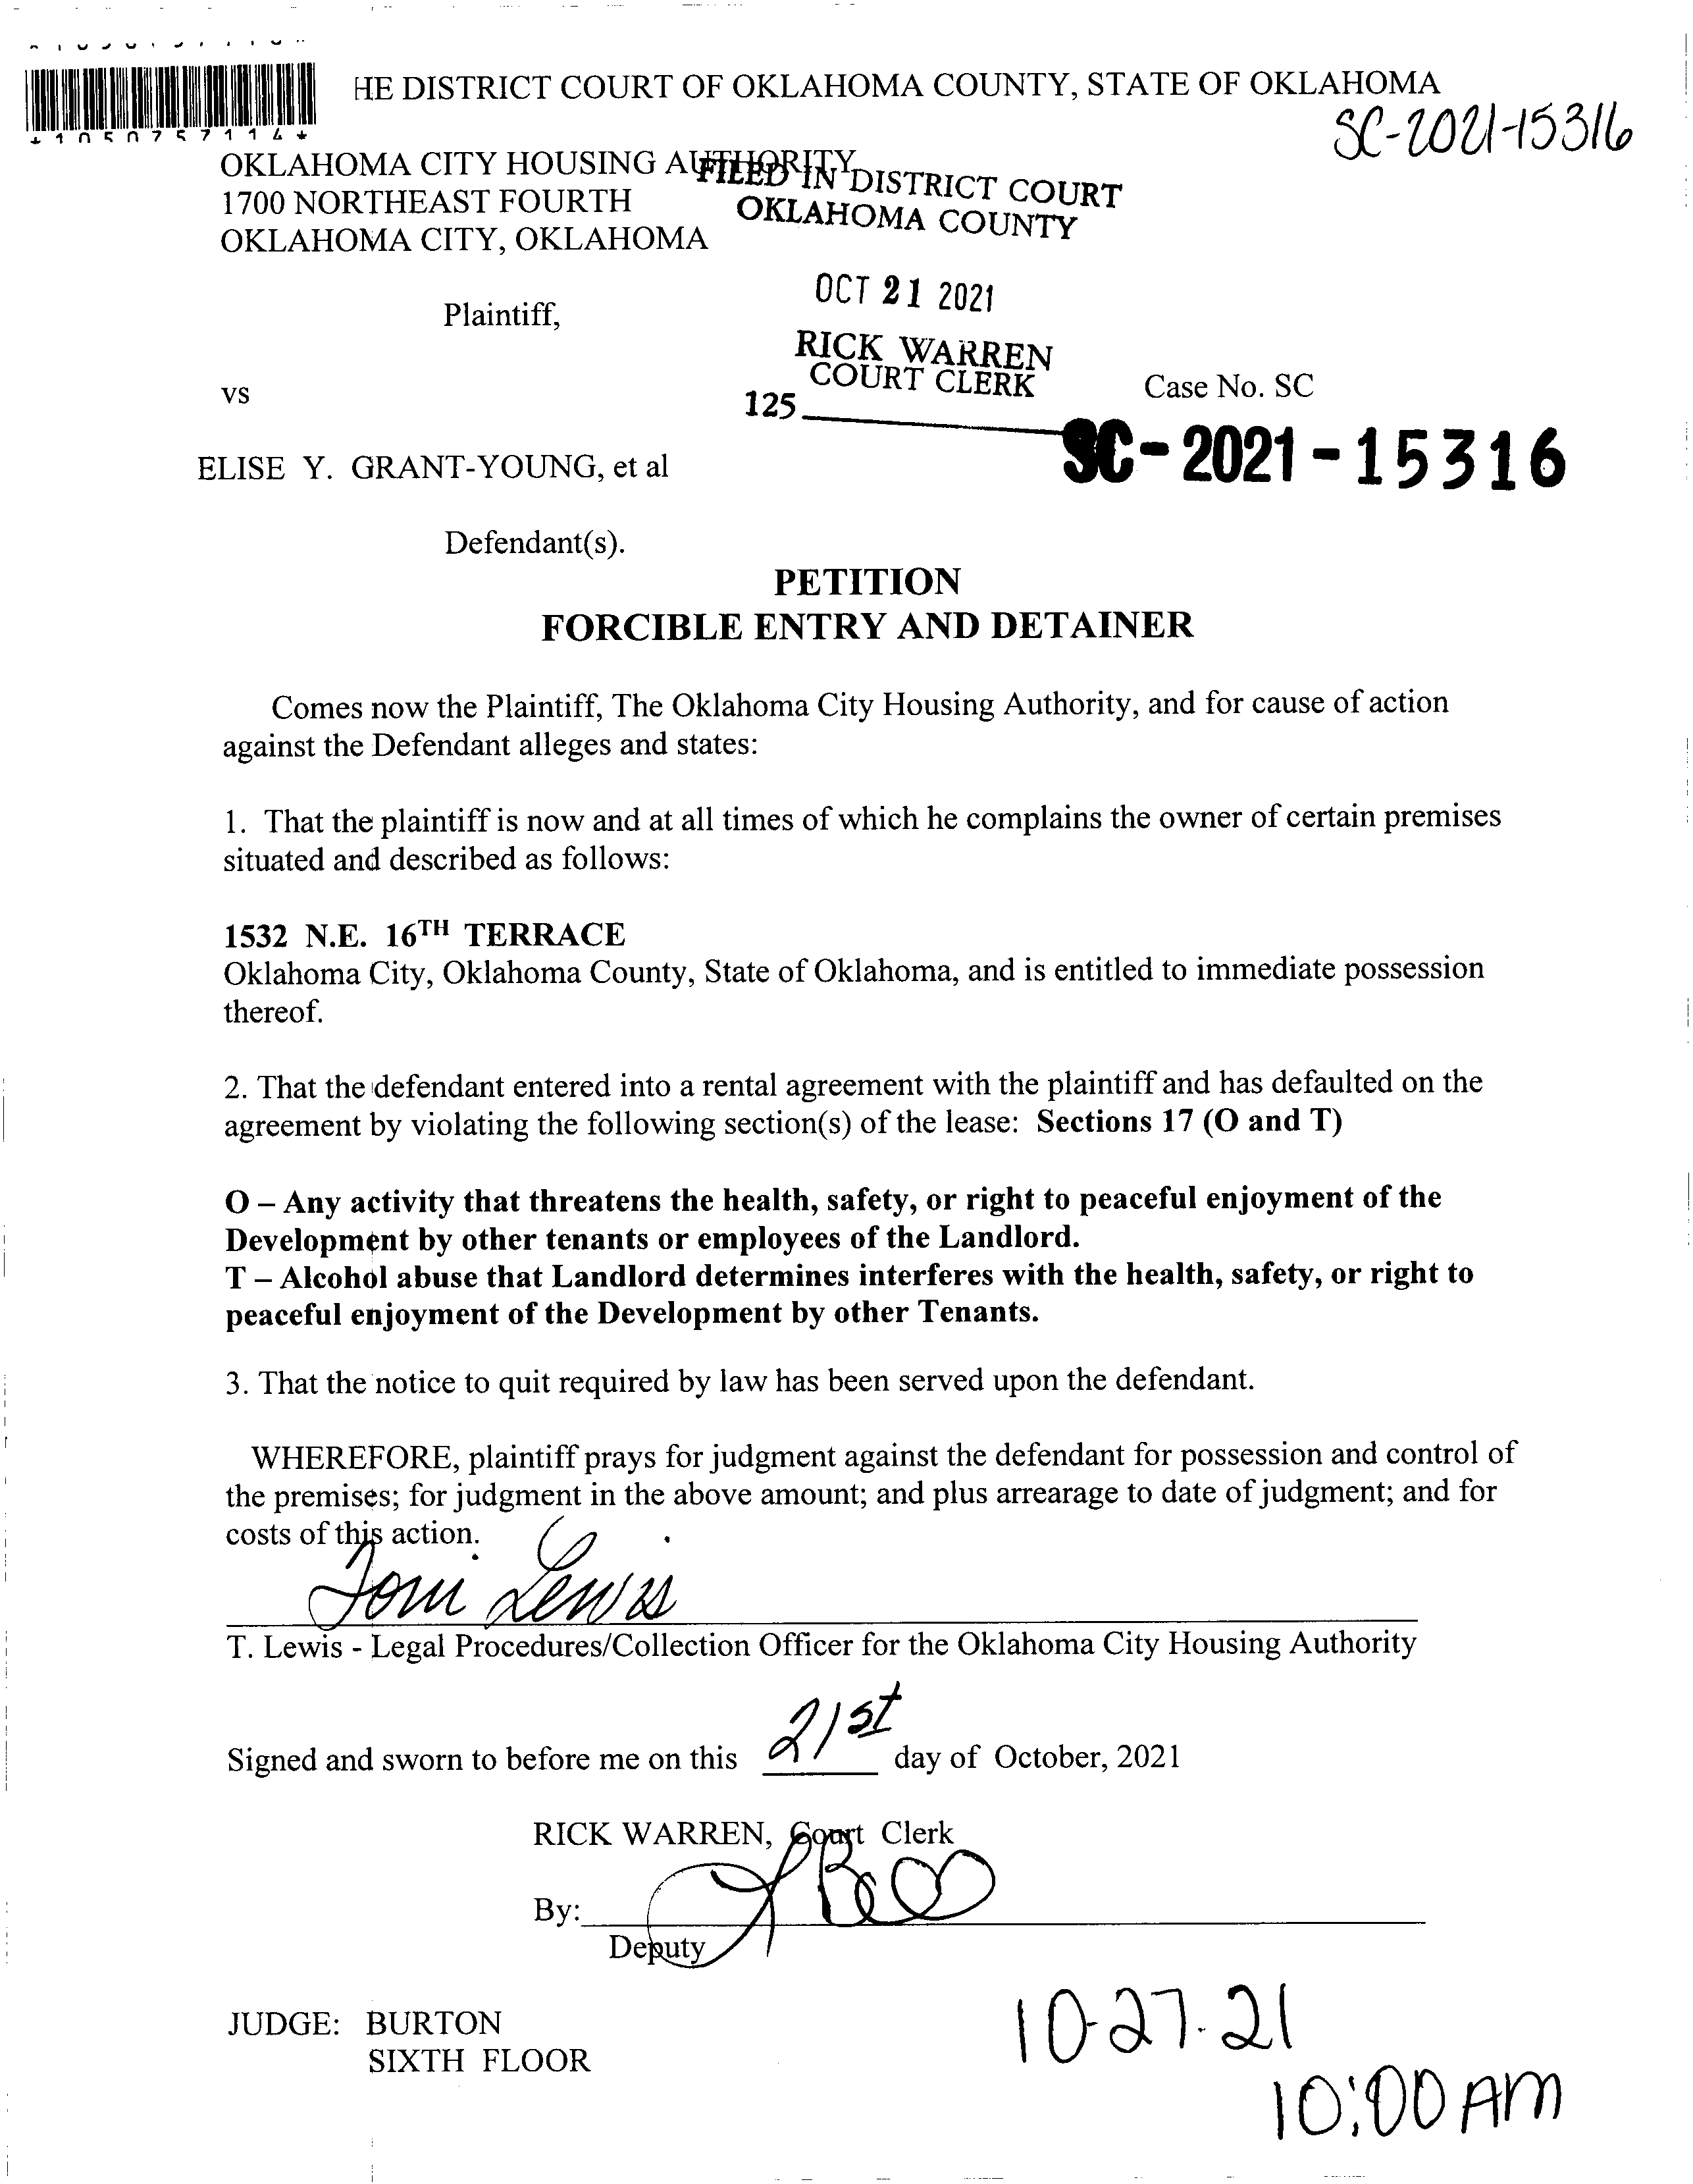 HE DISTRICT COURT OF OKLAHOMA COUNTY, STATE OF OKLAHOMA
*1050757114*
SC-2021-15316
OKLAHOMA CITY HOUSING AUTHORITY
1700 NORTHEAST FOURTH
OKLAHOMA CITY, OKLAHOMA
FILED IN DISTRICT COURT
OKLAHOMA COUNTY
OCT 21 2021
Plaintiff,
RICK WARREN
COURT CLERK
125
vs
Case No. SC
SC-2021-15316
ELISE Y. GRANT-YOUNG, et al
Defendant(s).
PETITION
FORCIBLE ENTRY AND DETAINER
Comes now the Plaintiff, The Oklahoma City Housing Authority, and for cause of action
against the Defendant alleges and states:
1. That the plaintiff is now and at all times of which he complains the owner of certain premises
situated and described as follows:
1532 N.E. 16TH TERRACE
Oklahoma City, Oklahoma County, State of Oklahoma, and is entitled to immediate possession
thereof.
2. That the defendant entered into a rental agreement with the plaintiff and has defaulted on the
agreement by violating the following section(s) of the lease: Sections 17 (O and T)
O – Any activity that threatens the health, safety, or right to peaceful enjoyment of the
Development by other tenants or employees of the Landlord.
T – Alcohol abuse that Landlord determines interferes with the health, safety, or right to
peaceful enjoyment of the Development by other Tenants.
3. That the notice to quit required by law has been served upon the defendant.
WHEREFORE, plaintiff prays for judgment against the defendant for possession and control of
the premises; for judgment in the above amount; and plus arrearage to date of judgment; and for
costs of this action.
Toni Lewis
T. Lewis - Legal Procedures/Collection Officer for the Oklahoma City Housing Authority
Signed and sworn to before me on this 21st day of October, 2021
RICK WARREN, Court Clerk
By:
Deputy
JUDGE: BURTON
SIXTH FLOOR
10-27-21
10:00 AM